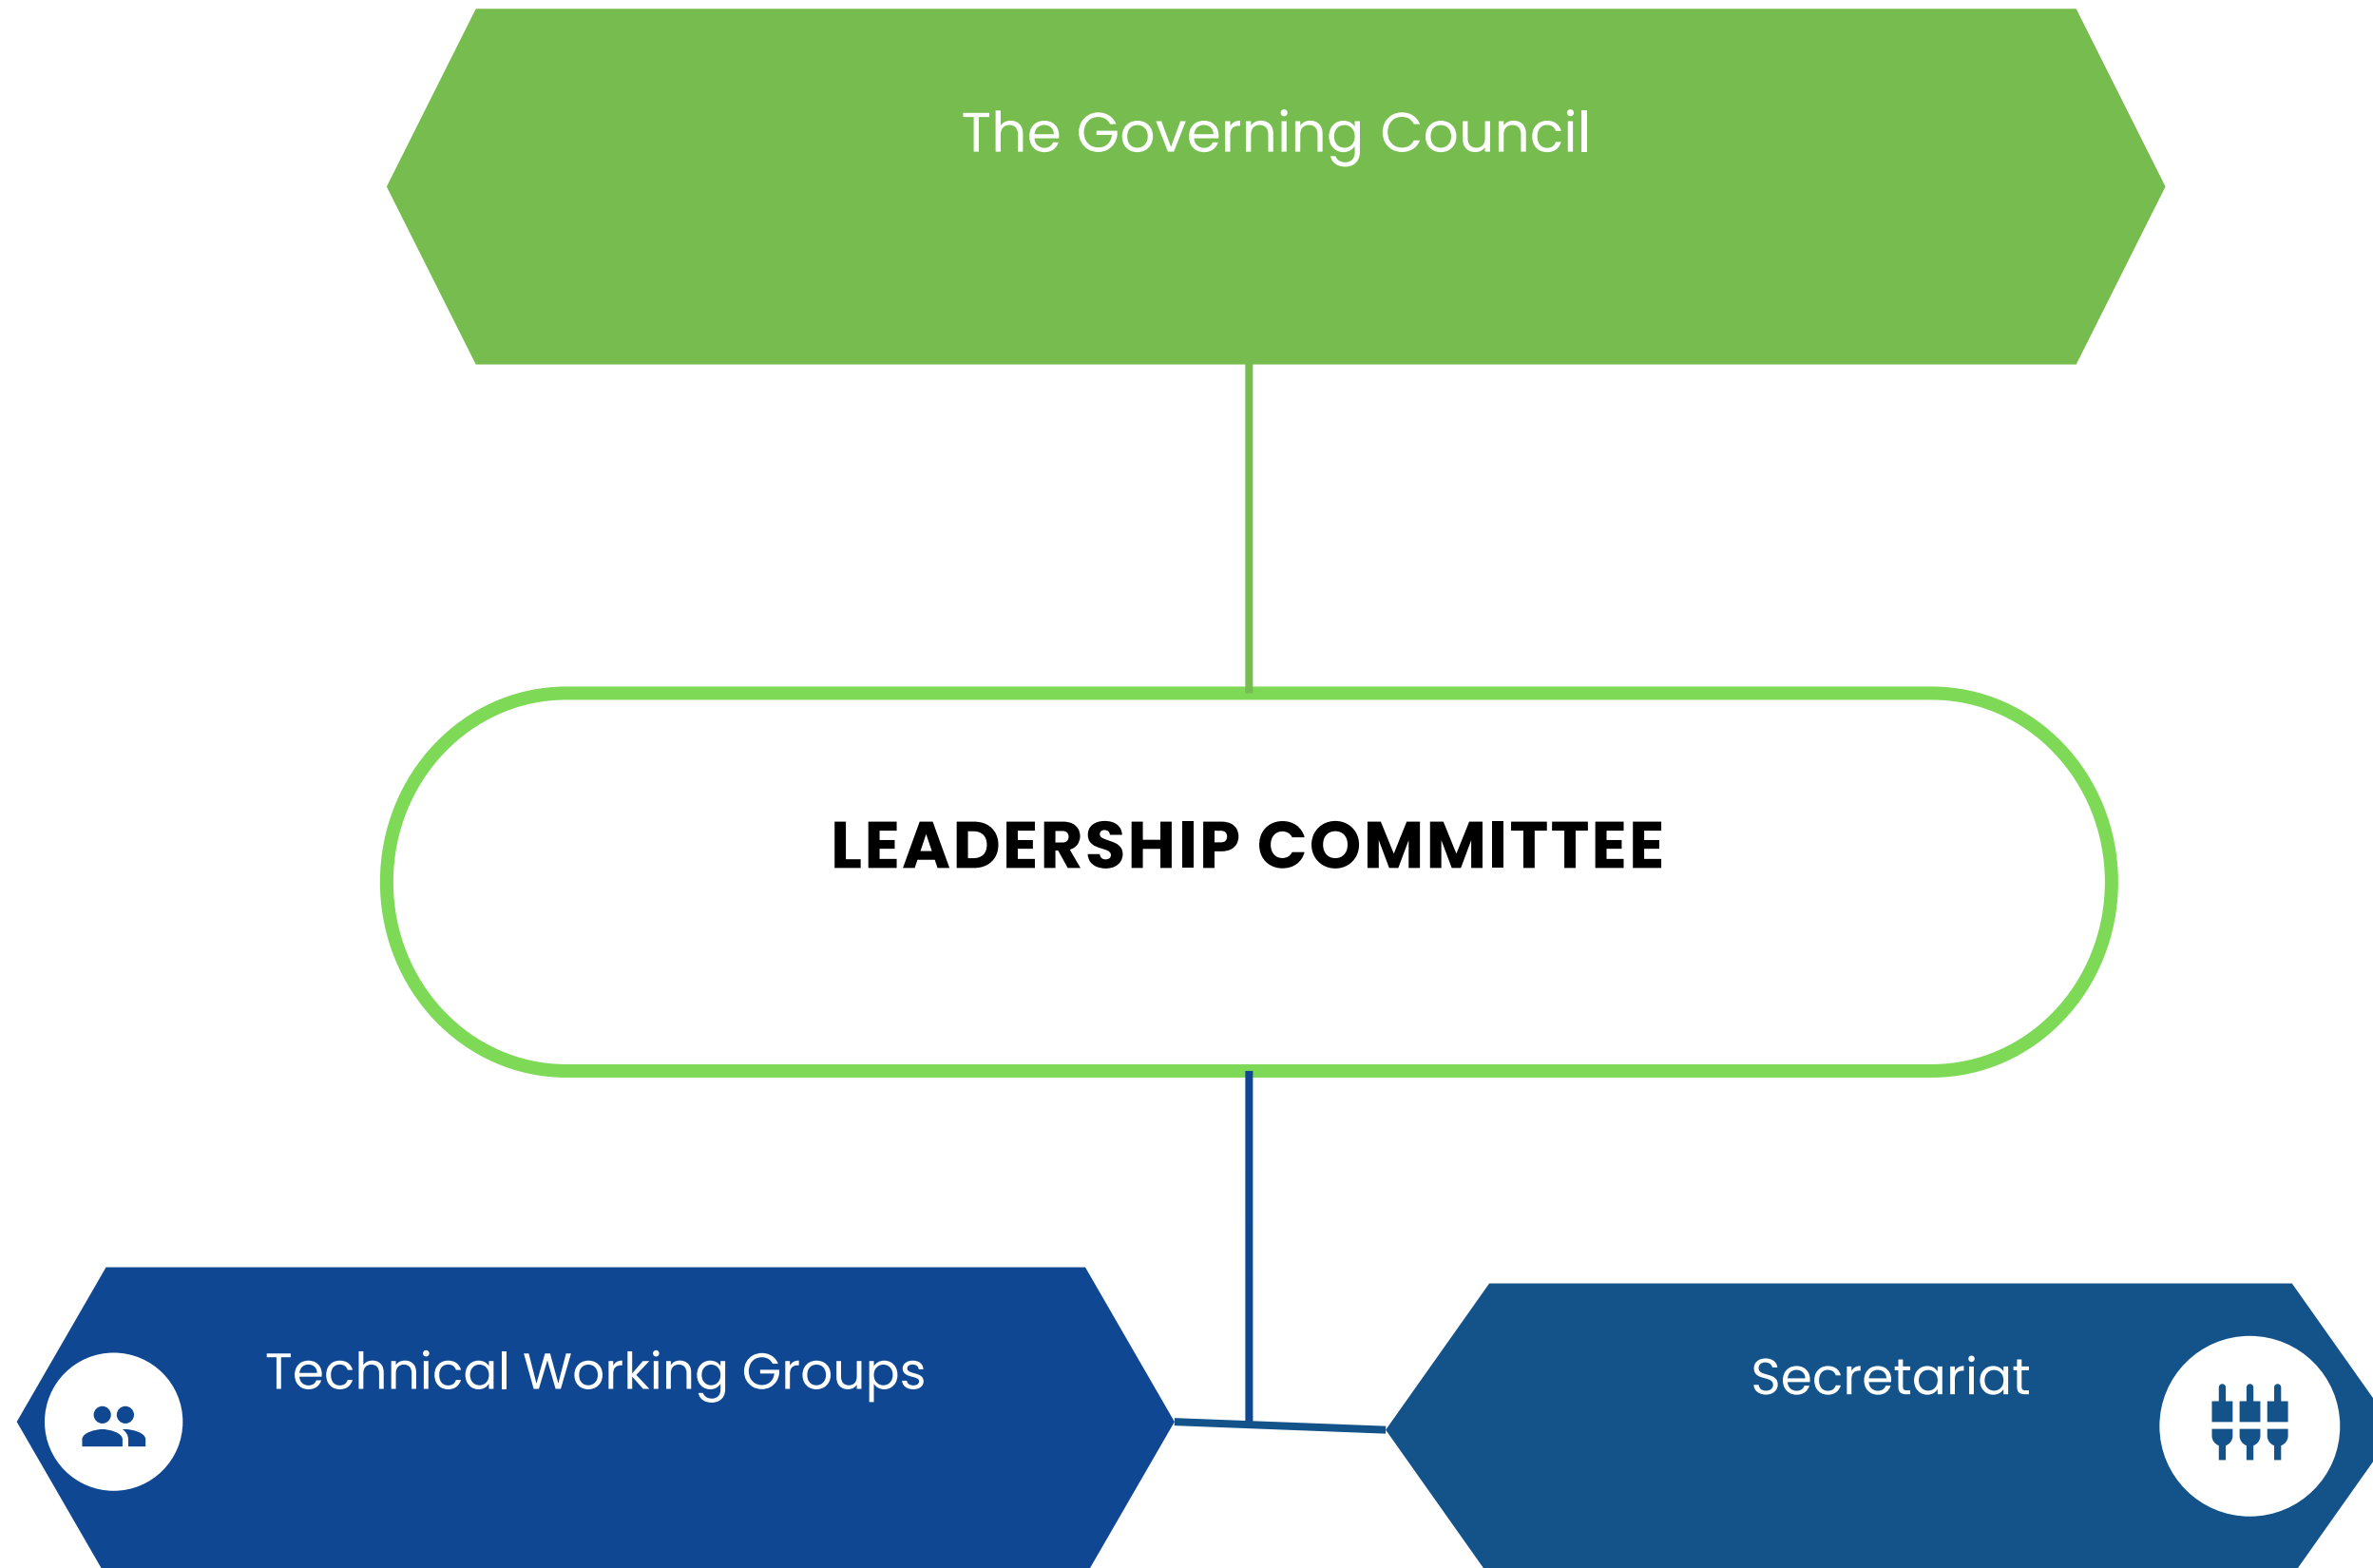 The Governing Council
LEADERSHIP COMMITTEE
Technical Working Groups
Secretariat